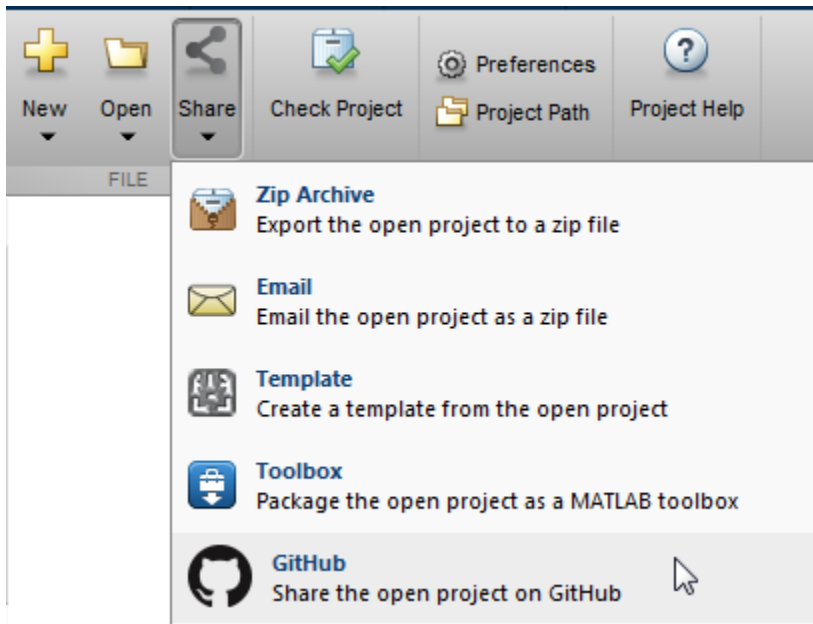 New
Open
Share
Check Project
Preferences
Project Path
Project Help
FILE
Zip Archive
Export the open project to a zip file
Email
Email the open project as a zip file
Template
Create a template from the open project
Toolbox
Package the open project as a MATLAB toolbox
GitHub
Share the open project on GitHub